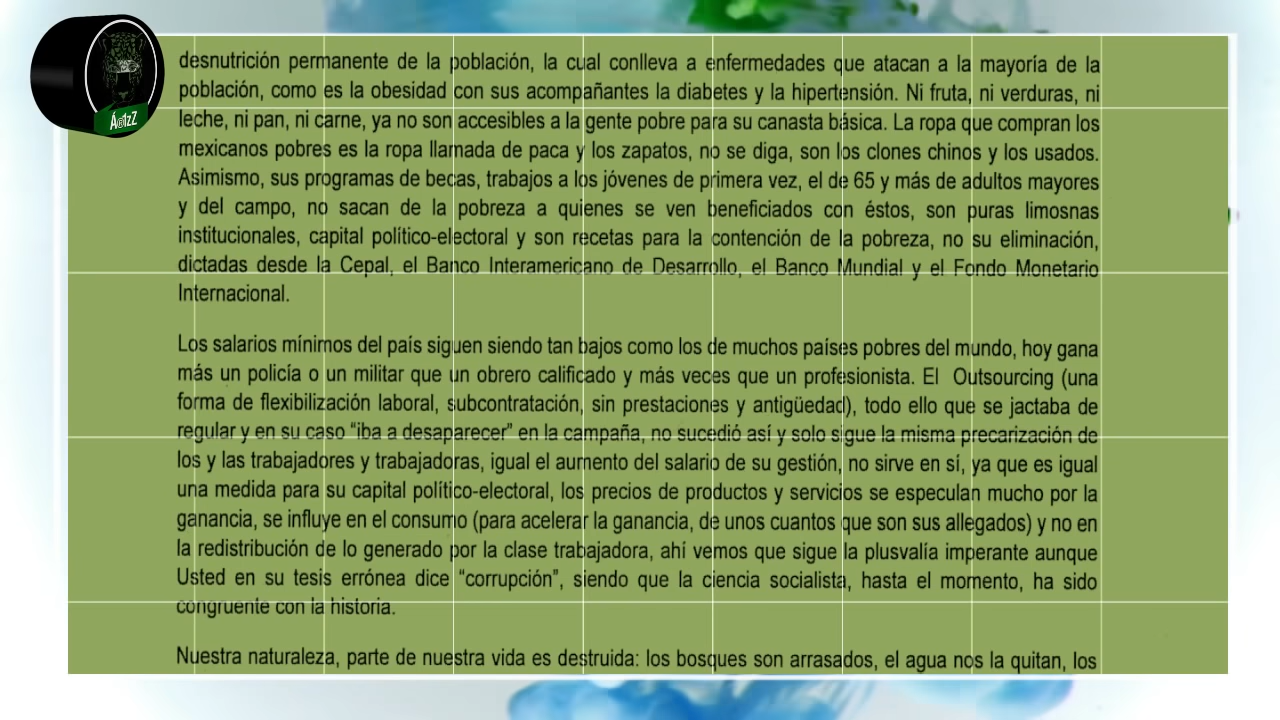 ÁRtzZ
desnutrición permanente de la población, la cual conlleva a enfermedades que atacan a la mayoría de la
población, como es la obesidad con sus acompañantes la diabetes y la hipertensión. Ni fruta, ni verduras, ni
leche, ni pan, ni carne, ya no son accesibles a la gente pobre para su canasta básica. La ropa que compran los
mexicanos pobres es la ropa llamada de paca y los zapatos, no se diga, son los clones chinos y los usados.
Asimismo, sus programas de becas, trabajos a los jóvenes de primera vez, el de 65 y más de adultos mayores
y del campo, no sacan de la pobreza a quienes se ven beneficiados con éstos, son puras limosnas
institucionales, capital político-electoral y son recetas para la contención de la pobreza, no su eliminación,
dictadas desde la Cepal, el Banco Interamericano de Desarrollo, el Banco Mundial y el Fondo Monetario
Internacional.
Los salarios mínimos del país siguen siendo tan bajos como los de muchos países pobres del mundo, hoy gana
más un policía o un militar que un obrero calificado y más veces que un profesionista. El Outsourcing (una
forma de flexibilización laboral, subcontratación, sin prestaciones y antigüedad), todo ello que se jactaba de
regular y en su caso “iba a desaparecer” en la campaña, no sucedió así y solo sigue la misma precarización de
los y las trabajadores y trabajadoras, igual el aumento del salario de su gestión, no sirve en sí, ya que es igual
una medida para su capital político-electoral, los precios de productos y servicios se especulan mucho por la
ganancia, se influye en el consumo (para acelerar la ganancia, de unos cuantos que son sus allegados) y no en
la redistribución de lo generado por la clase trabajadora, ahí vemos que sigue la plusvalía imperante aunque
Usted en su tesis errónea dice “corrupción”, siendo que la ciencia socialista, hasta el momento, ha sido
congruente con la historia.
Nuestra naturaleza, parte de nuestra vida es destruida: los bosques son arrasados, el agua nos la quitan, los